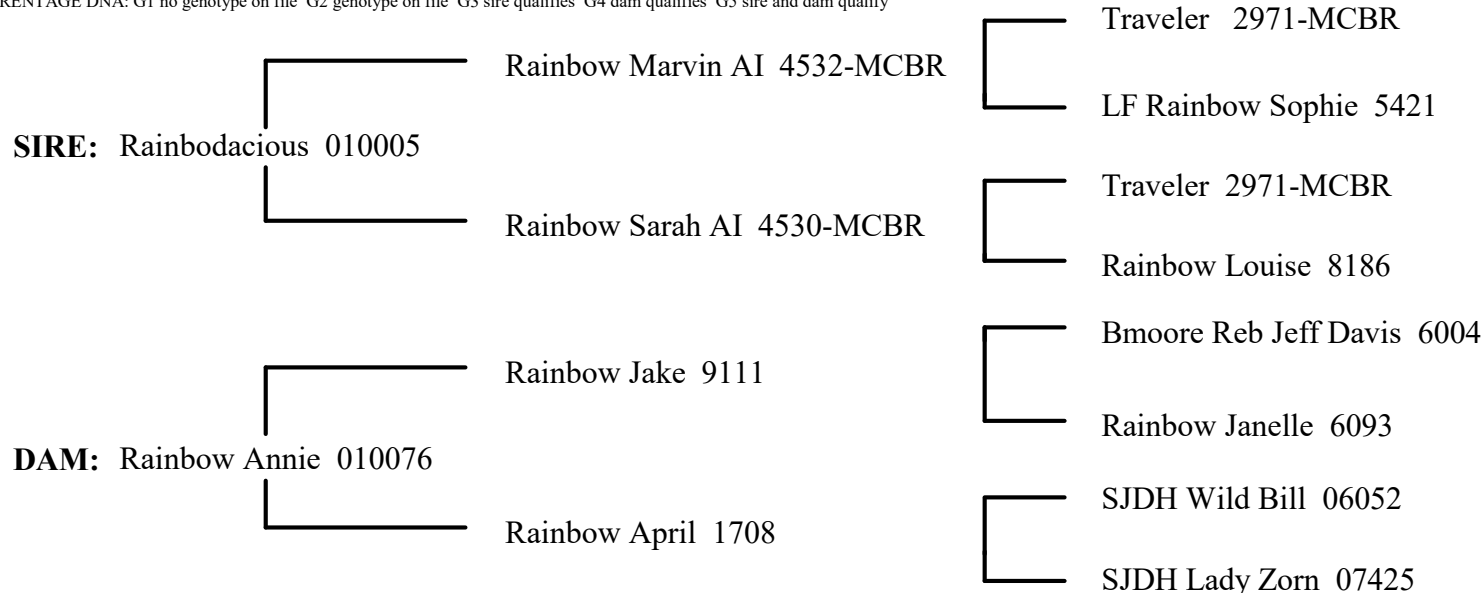 DNA: G1 no genotype on file G2 genotype on file G3 sire qualifies G4 dam qualifies G5 sire and dam qualify
Traveler 2971-MCBR
Rainbow Marvin AI 4532-MCBR
LF Rainbow Sophie 5421
SIRE: Rainbodacious 010005
Traveler 2971-MCBR
Rainbow Sarah AI 4530-MCBR
Rainbow Louise 8186
Bmoore Reb Jeff Davis 6004
Rainbow Jake 9111
Rainbow Janelle 6093
DAM: Rainbow Annie 010076
SJDH Wild Bill 06052
Rainbow April 1708
SJDH Lady Zorn 07425